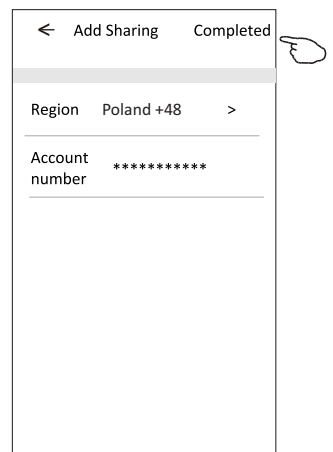 ← Add Sharing Completed
Region Poland +48 >
Account
number ***********